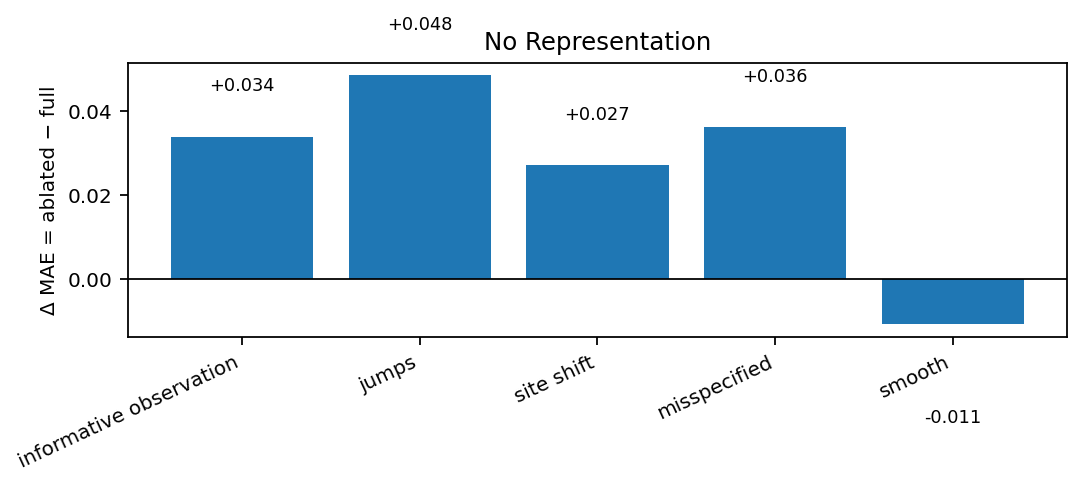 +0.048
No Representation
+0.034
+0.027
+0.036
-0.011
Δ MAE = ablated − full
0.04
0.02
0.00
informative observation
jumps
site shift
misspecified
smooth